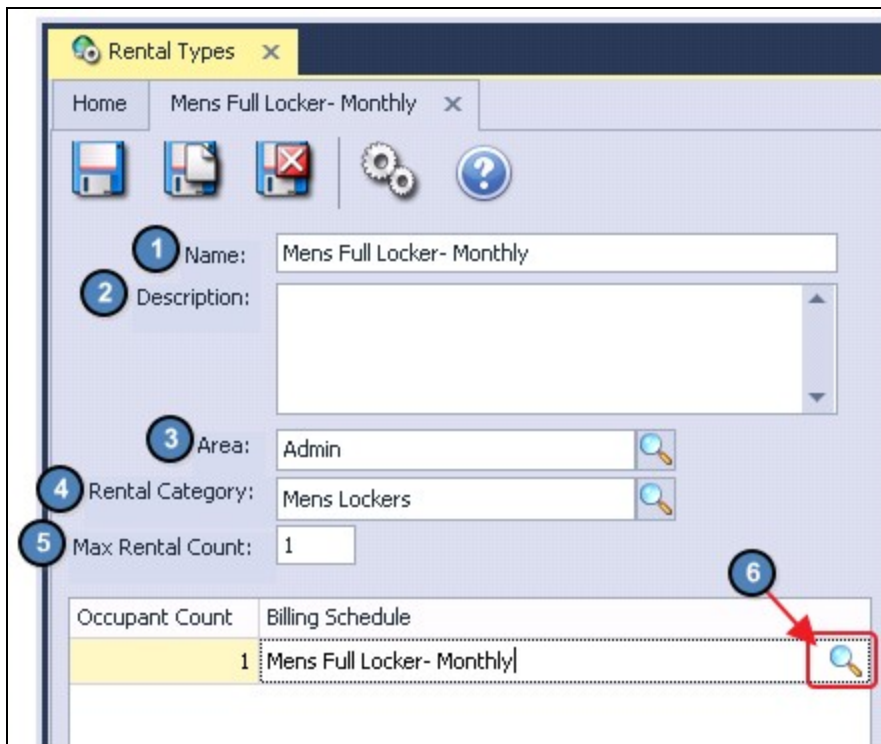 Rental Types
Home Mens Full Locker- Monthly
?
1 Name: Mens Full Locker- Monthly
2 Description:
3 Area: Admin
4 Rental Category: Mens Lockers
5 Max Rental Count: 1
6
Occupant Count Billing Schedule
1 Mens Full Locker- Monthly